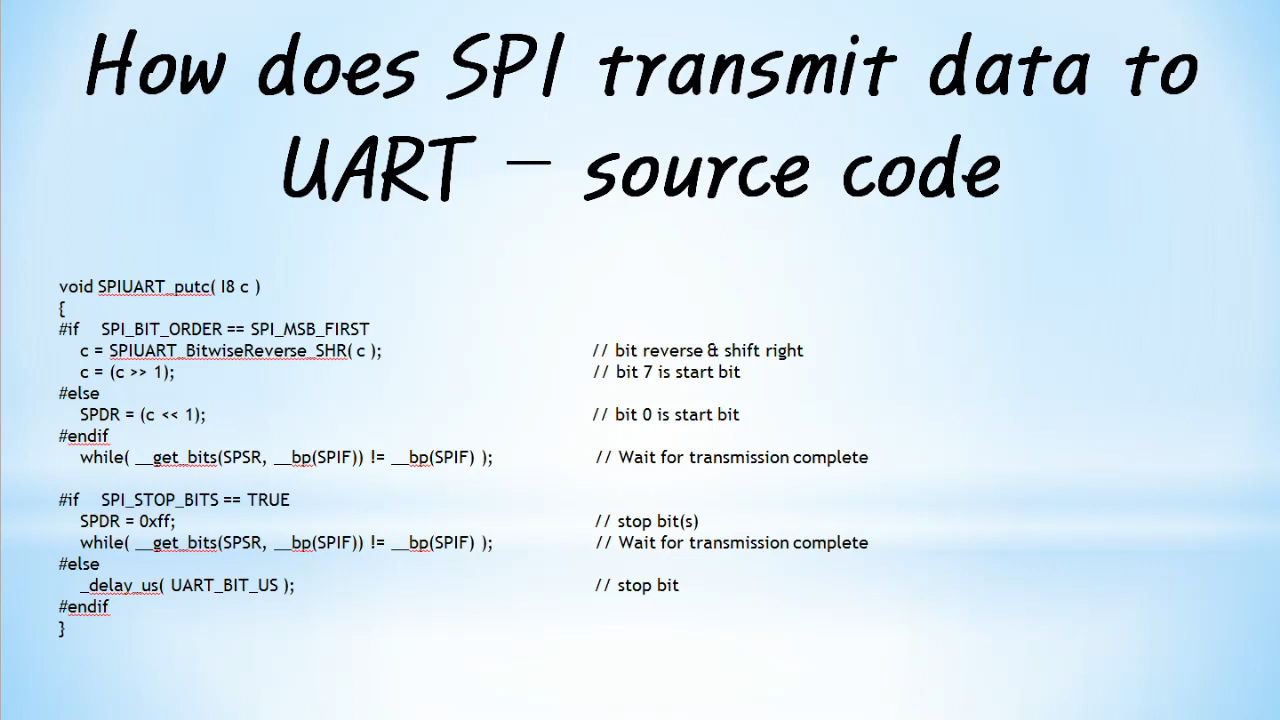 How does SPI transmit data to
UART – source code
void SPIUART_putc( I8 c )
{
#if SPI_BIT_ORDER == SPI_MSB_FIRST
c = SPIUART_BitwiseReverse_SHR( c ); // bit reverse & shift right
c = (c >> 1); // bit 7 is start bit
#else
SPDR = (c << 1); // bit 0 is start bit
#endif
while( __get_bits(SPSR, __bp(SPIF)) != __bp(SPIF) ); // Wait for transmission complete
#if SPI_STOP_BITS == TRUE
SPDR = 0xff; // stop bit(s)
while( __get_bits(SPSR, __bp(SPIF)) != __bp(SPIF) ); // Wait for transmission complete
#else
_delay_us( UART_BIT_US ); // stop bit
#endif
}